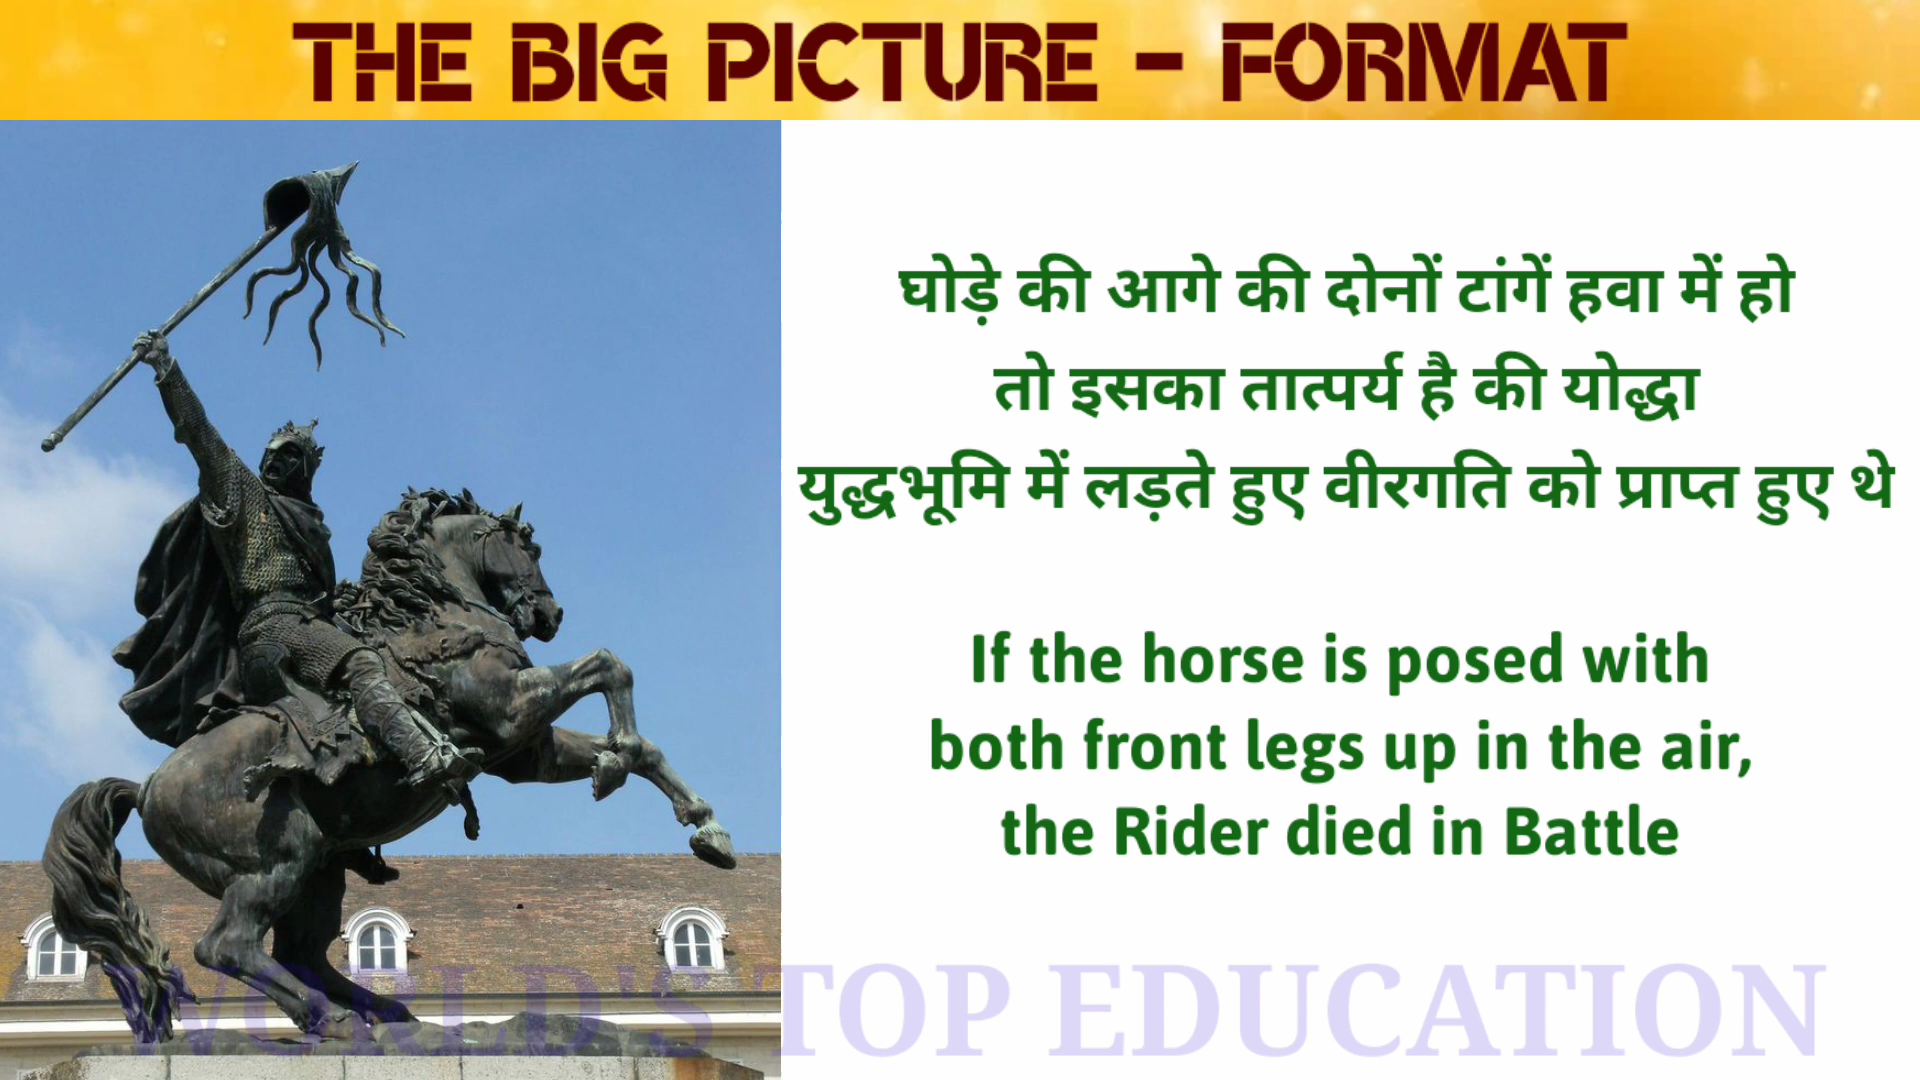 THE BIG PICTURE - FORMAT
घोड़े की आगे की दोनों टांगें हवा में हो
तो इसका तात्पर्य है की योद्धा
युद्धभूमि में लड़ते हुए वीरगति को प्राप्त हुए थे
If the horse is posed with
both front legs up in the air,
the Rider died in Battle
WORLD'S TOP EDUCATION